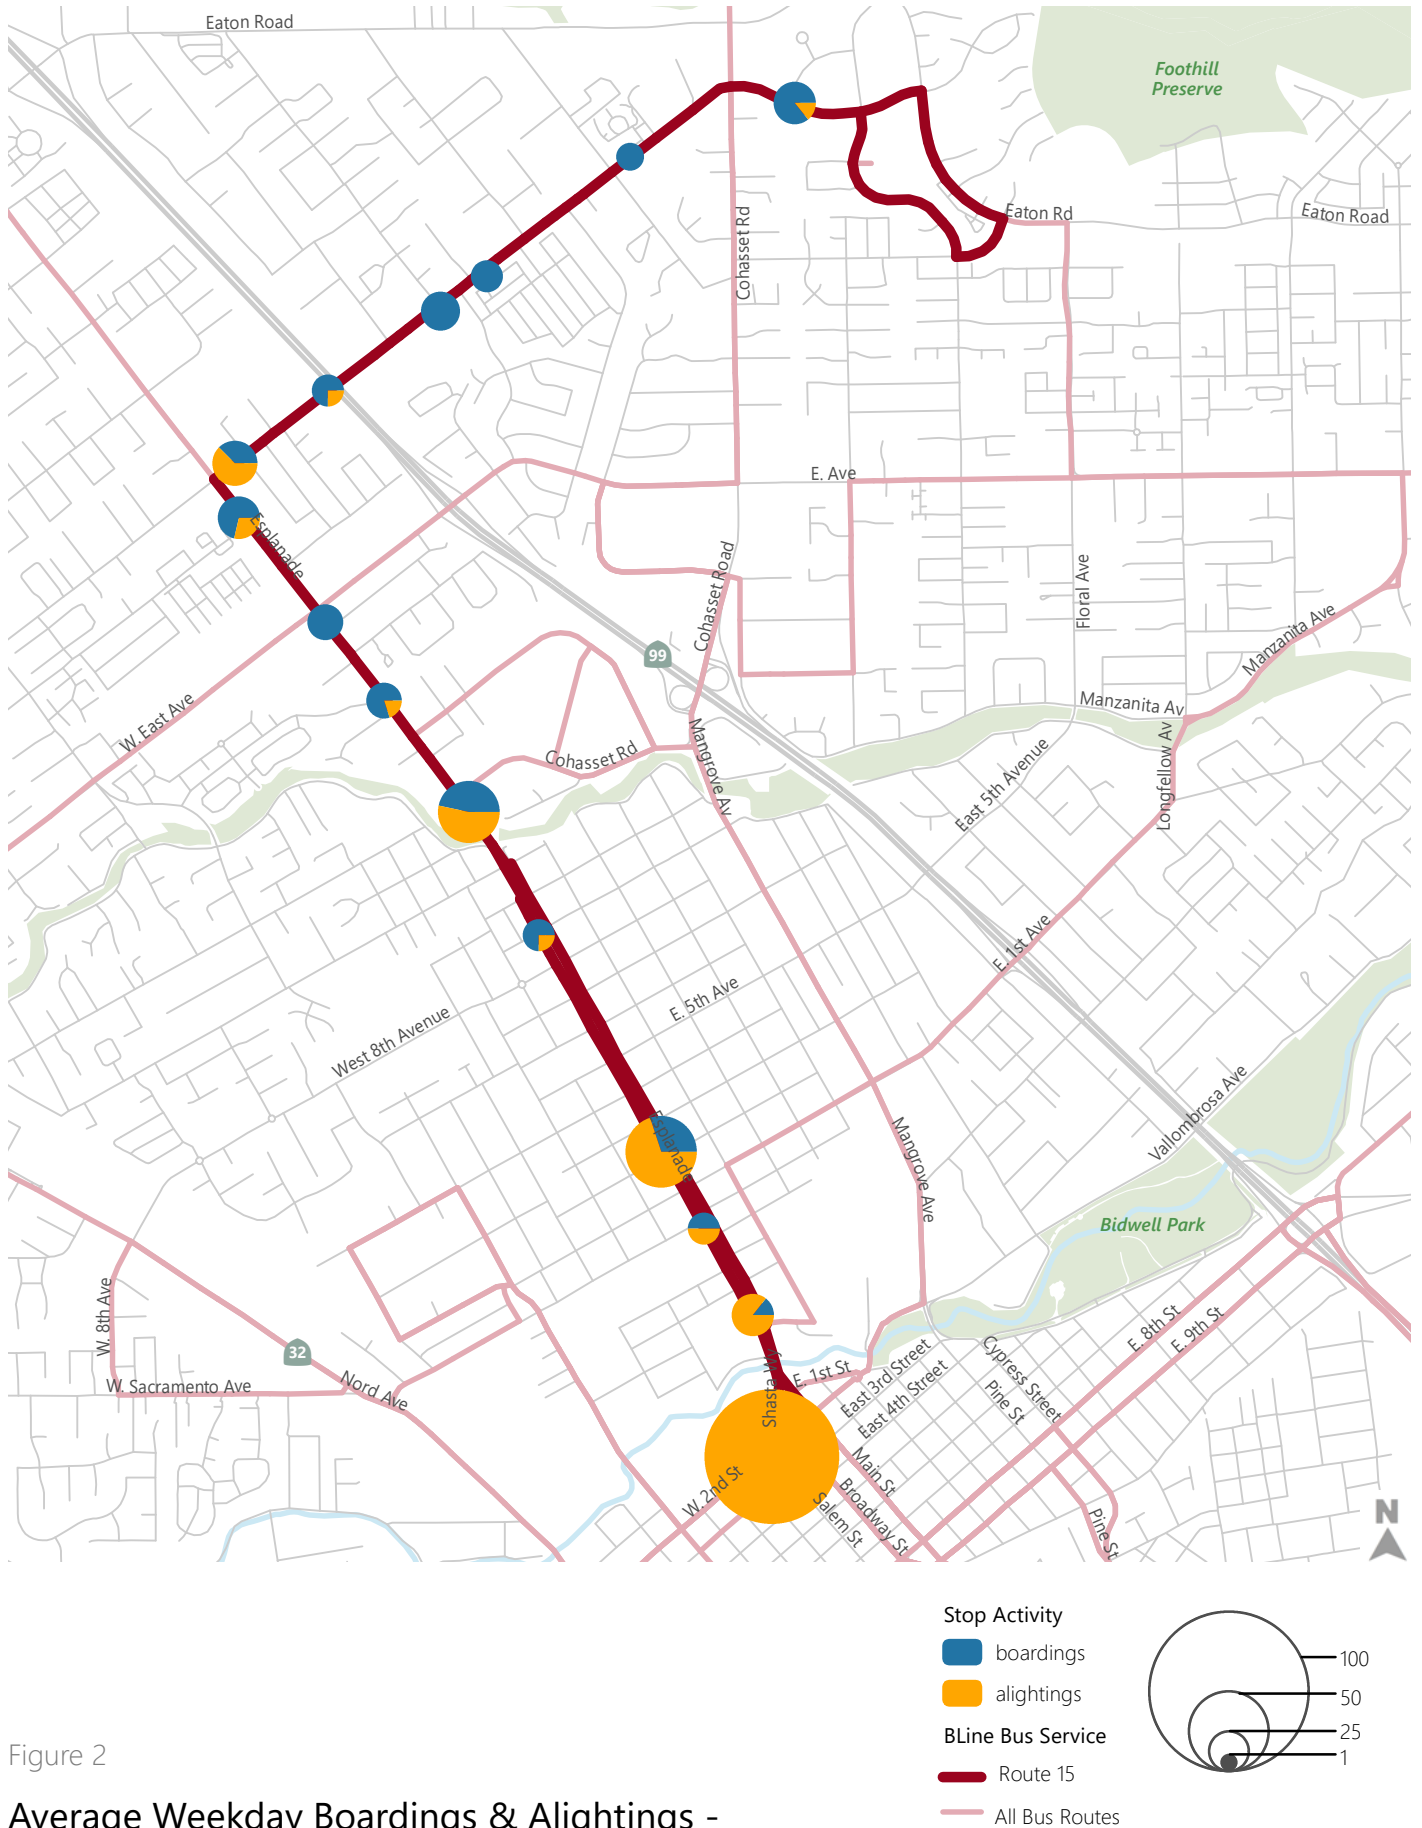 Eaton Road
Foothill
Preserve
Eaton Rd
Eaton Road
Cohasset Rd
E. Ave
Esplanade
Cohasset Road
Floral Ave
99
Manzanita Ave
Manzanita Av
W. East Ave
Cohasset Rd
Mangrove Av
East 5th Avenue
Longfellow Av
E. 1st Ave
E. 5th Ave
West 8th Avenue
Vallombrosa Ave
Esplanade
Mangrove Ave
Bidwell Park
W. 8th Ave
32
E. 8th St
E. 9th St
W. Sacramento Ave
Nord Ave
Shasta Wy
E. 1st St
East 3rd Street
East 4th Street
Cypress Street
Pine St
Main St
W. 2nd St
Broadway St
Salem St
Pine St
N
Stop Activity
boardings
alightings
BLine Bus Service
Route 15
All Bus Routes
100
50
25
1
Figure 2
Average Weekday Boardings & Alightings -